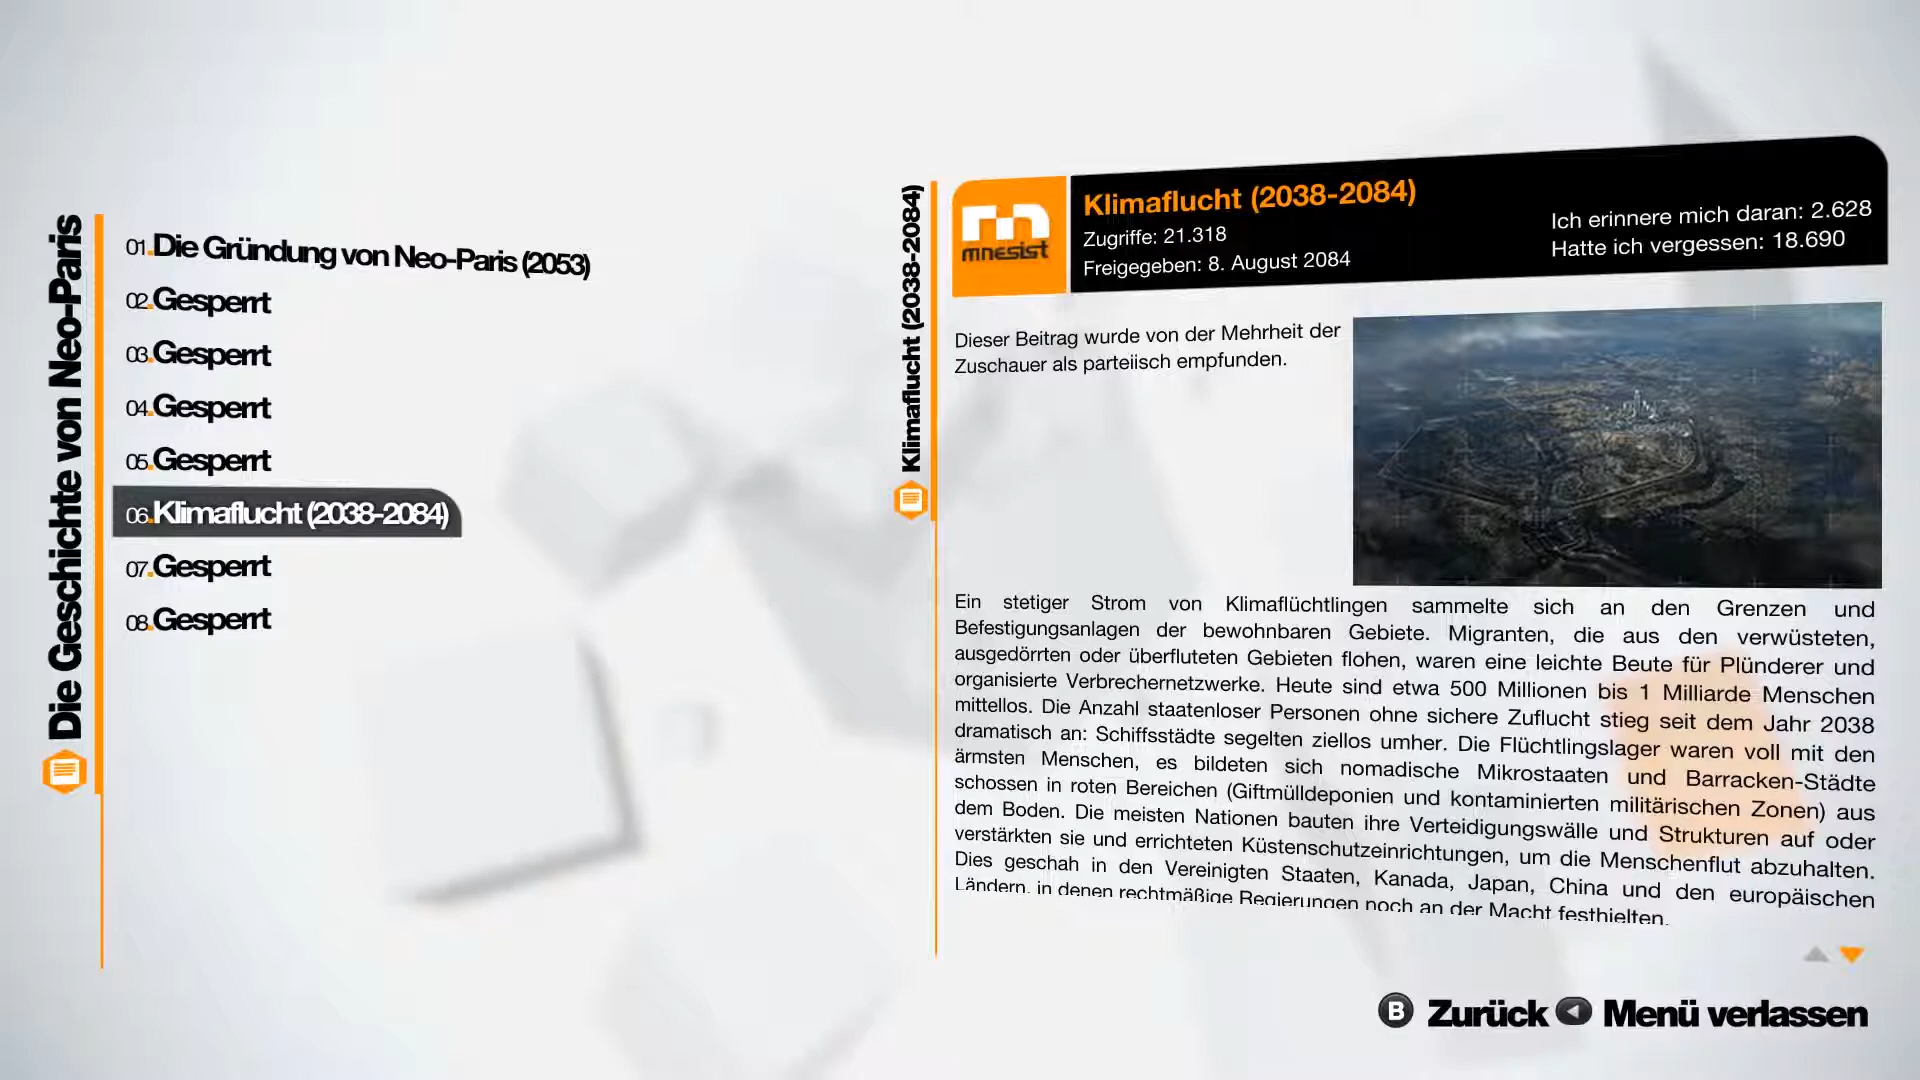 Die Geschichte von Neo-Paris
01.Die Gründung von Neo-Paris (2053)
02.Gesperrt
03.Gesperrt
04.Gesperrt
05.Gesperrt
06.Klimaflucht (2038-2084)
07.Gesperrt
08.Gesperrt
Klimaflucht (2038-2084)
mnesist
Klimaflucht (2038-2084)
Zugriffe: 21.318
Freigegeben: 8. August 2084
Ich erinnere mich daran: 2.628
Hatte ich vergessen: 18.690
Dieser Beitrag wurde von der Mehrheit der
Zuschauer als parteiisch empfunden.
Ein stetiger Strom von Klimaflüchtlingen sammelte sich an den Grenzen und
Befestigungsanlagen der bewohnbaren Gebiete. Migranten, die aus den verwüsteten,
ausgedörrten oder überfluteten Gebieten flohen, waren eine leichte Beute für Plünderer und
organisierte Verbrechernetzwerke. Heute sind etwa 500 Millionen bis 1 Milliarde Menschen
mittellos. Die Anzahl staatenloser Personen ohne sichere Zuflucht stieg seit dem Jahr 2038
dramatisch an: Schiffsstädte segelten ziellos umher. Die Flüchtlingslager waren voll mit den
ärmsten Menschen, es bildeten sich nomadische Mikrostaaten und Barracken-Städte
schossen in roten Bereichen (Giftmülldeponien und kontaminierten militärischen Zonen) aus
dem Boden. Die meisten Nationen bauten ihre Verteidigungswälle und Strukturen auf oder
verstärkten sie und errichteten Küstenschutzeinrichtungen, um die Menschenflut abzuhalten.
Dies geschah in den Vereinigten Staaten, Kanada, Japan, China und den europäischen
Ländern, in denen rechtmäßige Regierungen noch an der Macht festhielten.
B Zurück Menü verlassen